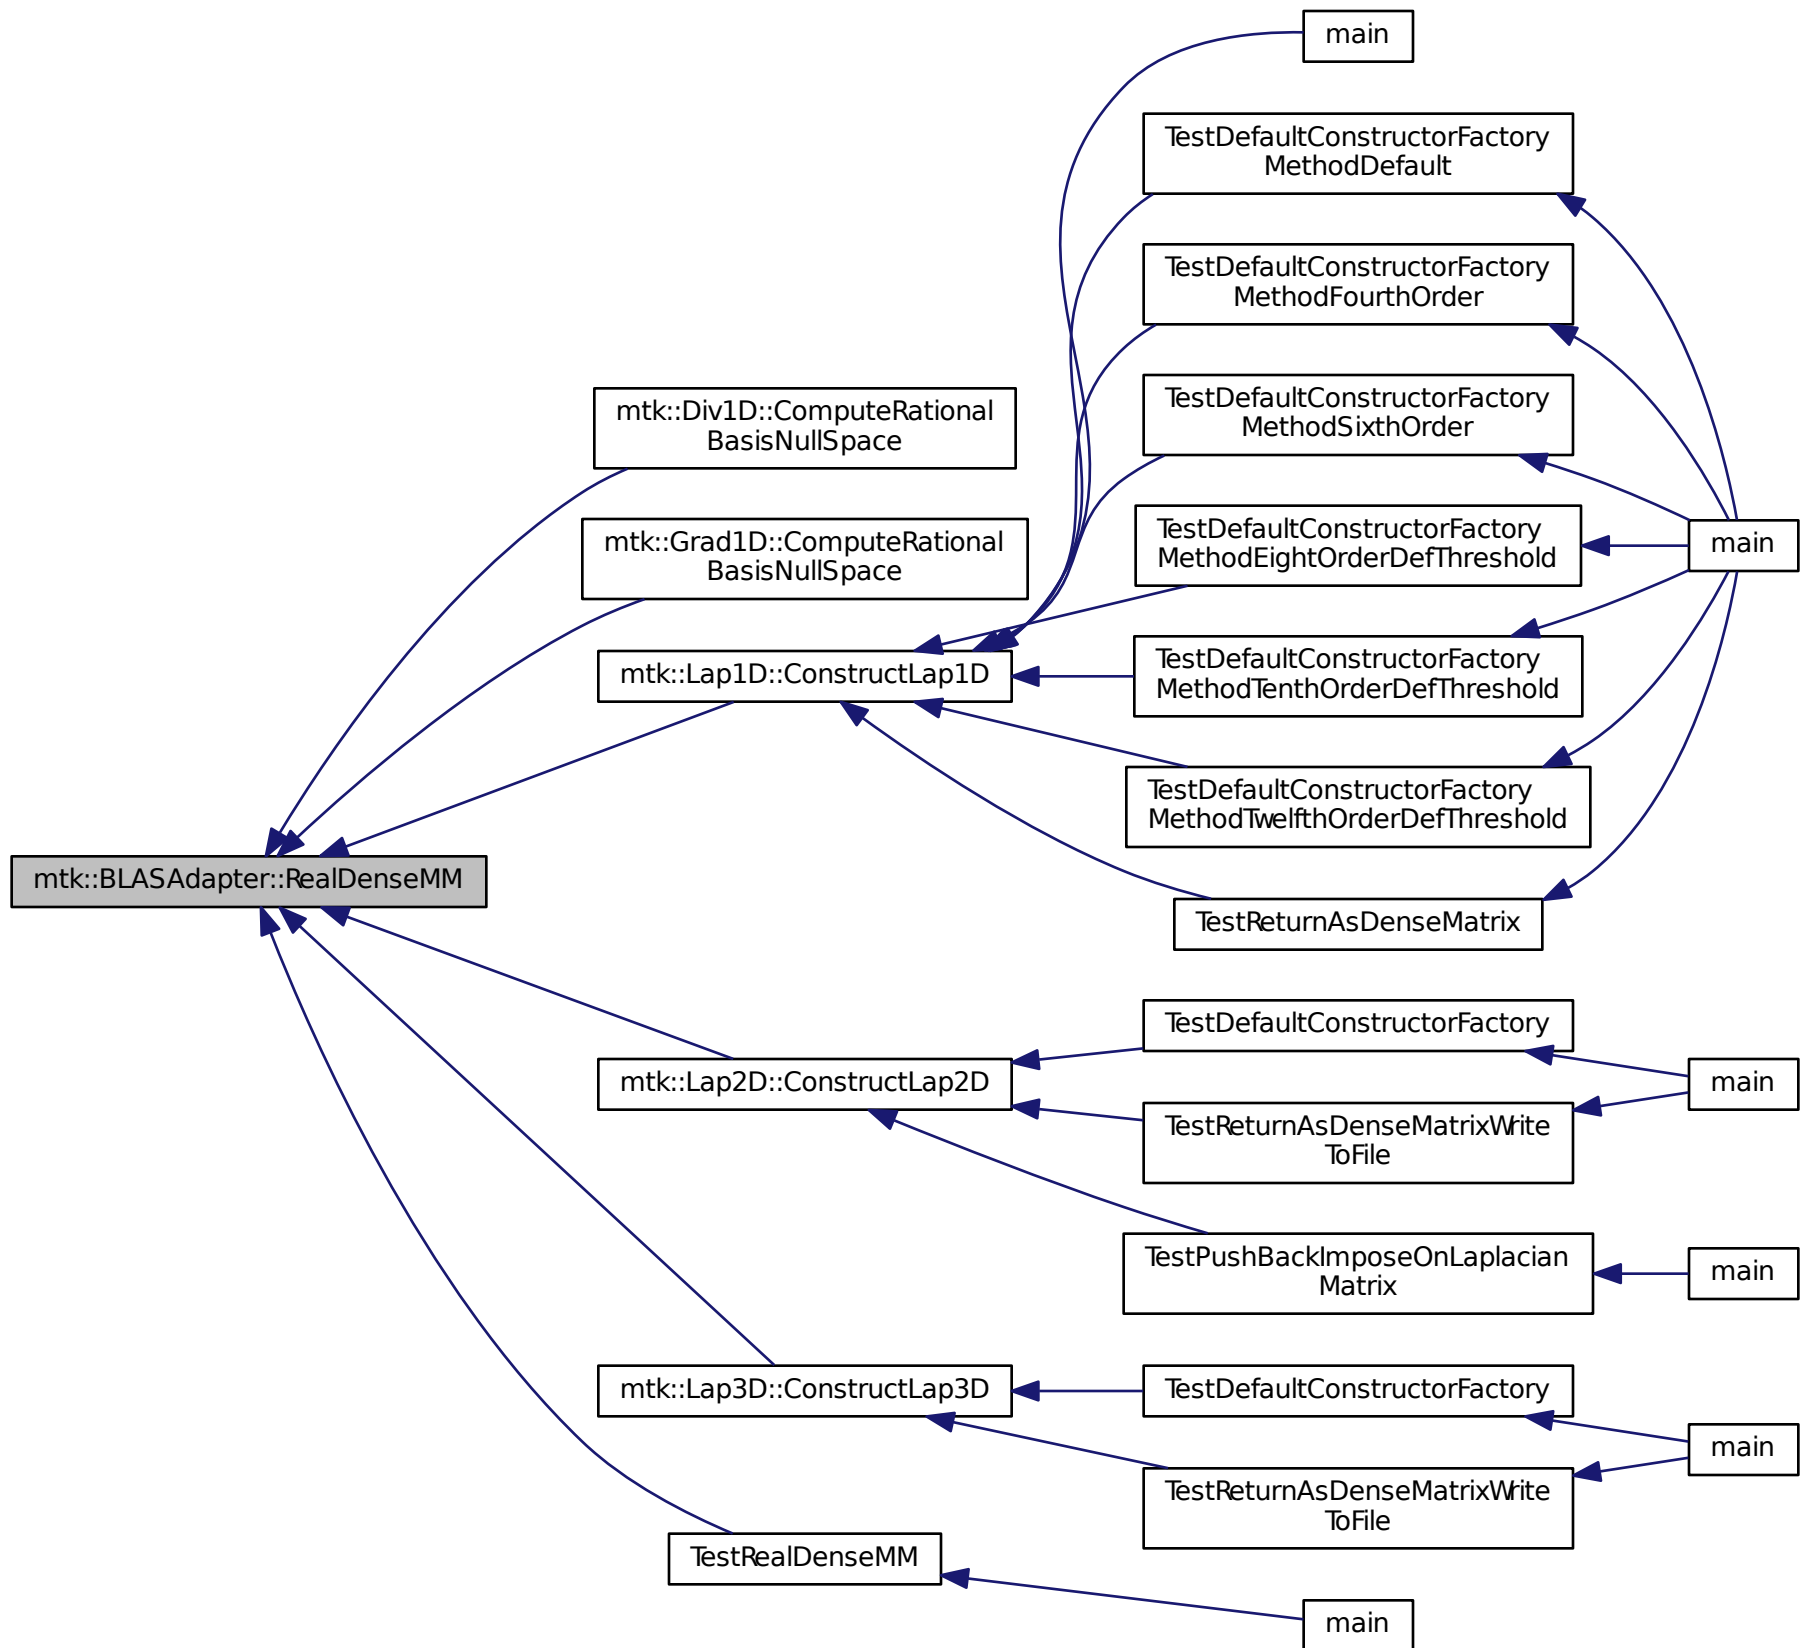 main
TestDefaultConstructorFactory
MethodDefault
TestDefaultConstructorFactory
MethodFourthOrder
TestDefaultConstructorFactory
MethodSixthOrder
mtk::Div1D::ComputeRational
BasisNullSpace
TestDefaultConstructorFactory
MethodEightOrderDefThreshold
main
mtk::Grad1D::ComputeRational
BasisNullSpace
mtk::Lap1D::ConstructLap1D
TestDefaultConstructorFactory
MethodTenthOrderDefThreshold
TestDefaultConstructorFactory
MethodTwelfthOrderDefThreshold
mtk::BLASAdapter::RealDenseMM
TestReturnAsDenseMatrix
TestDefaultConstructorFactory
mtk::Lap2D::ConstructLap2D
main
TestReturnAsDenseMatrixWrite
ToFile
TestPushBackImposeOnLaplacian
Matrix
main
mtk::Lap3D::ConstructLap3D
TestDefaultConstructorFactory
main
TestReturnAsDenseMatrixWrite
ToFile
TestRealDenseMM
main